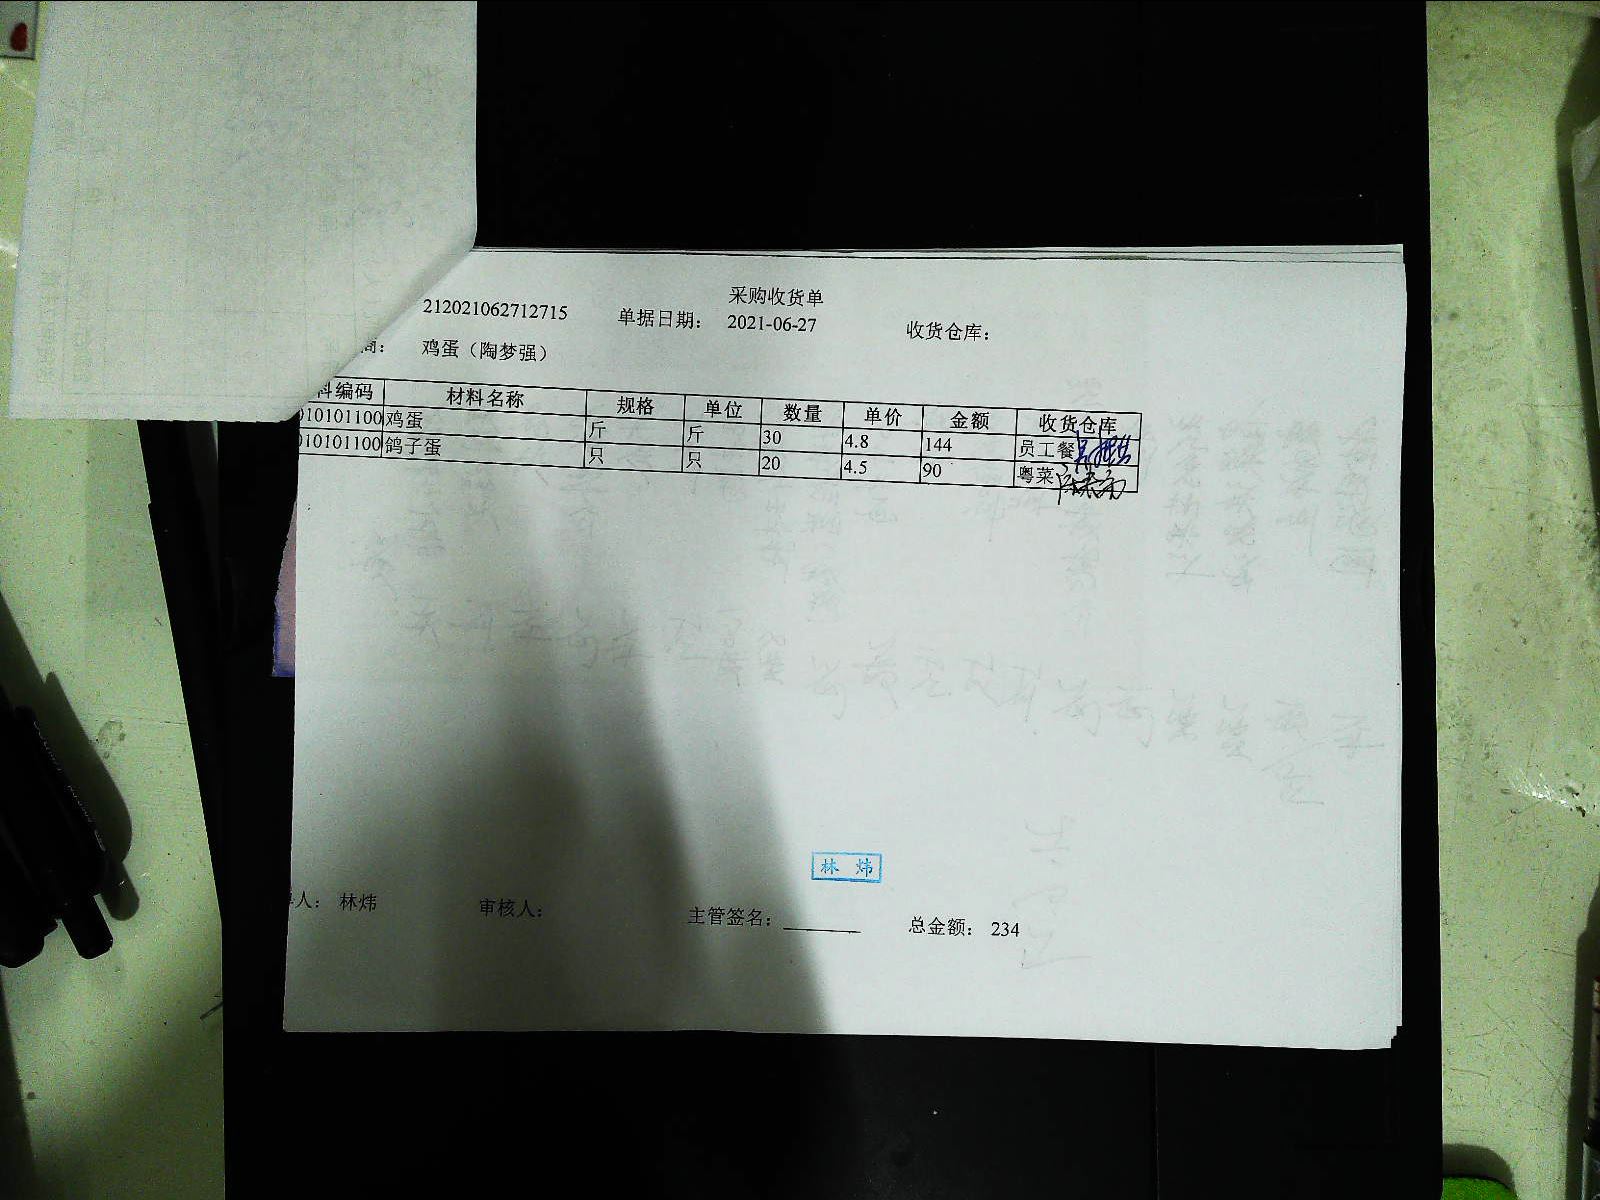 采购收货单
212021062712715 单据日期: 2021-06-27 收货仓库:
商: 鸡蛋（陶梦强）
料编码 材料名称 规格 单位 数量 单价 金额 收货仓库
010101100 鸡蛋 斤 斤 30 4.8 144 员工餐
010101100 鸽子蛋 只 只 20 4.5 90 粤菜
林 炜
人: 林炜 审核人: 主管签名: 总金额: 234